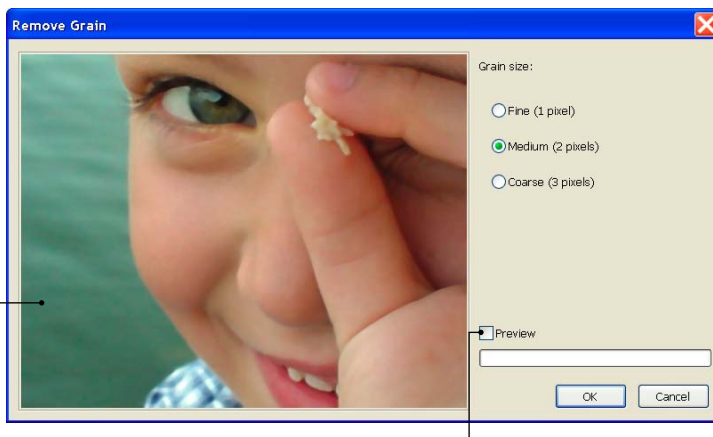 Remove Grain
Grain size:
Fine (1 pixel)
Medium (2 pixels)
Coarse (3 pixels)
Preview
OK Cancel